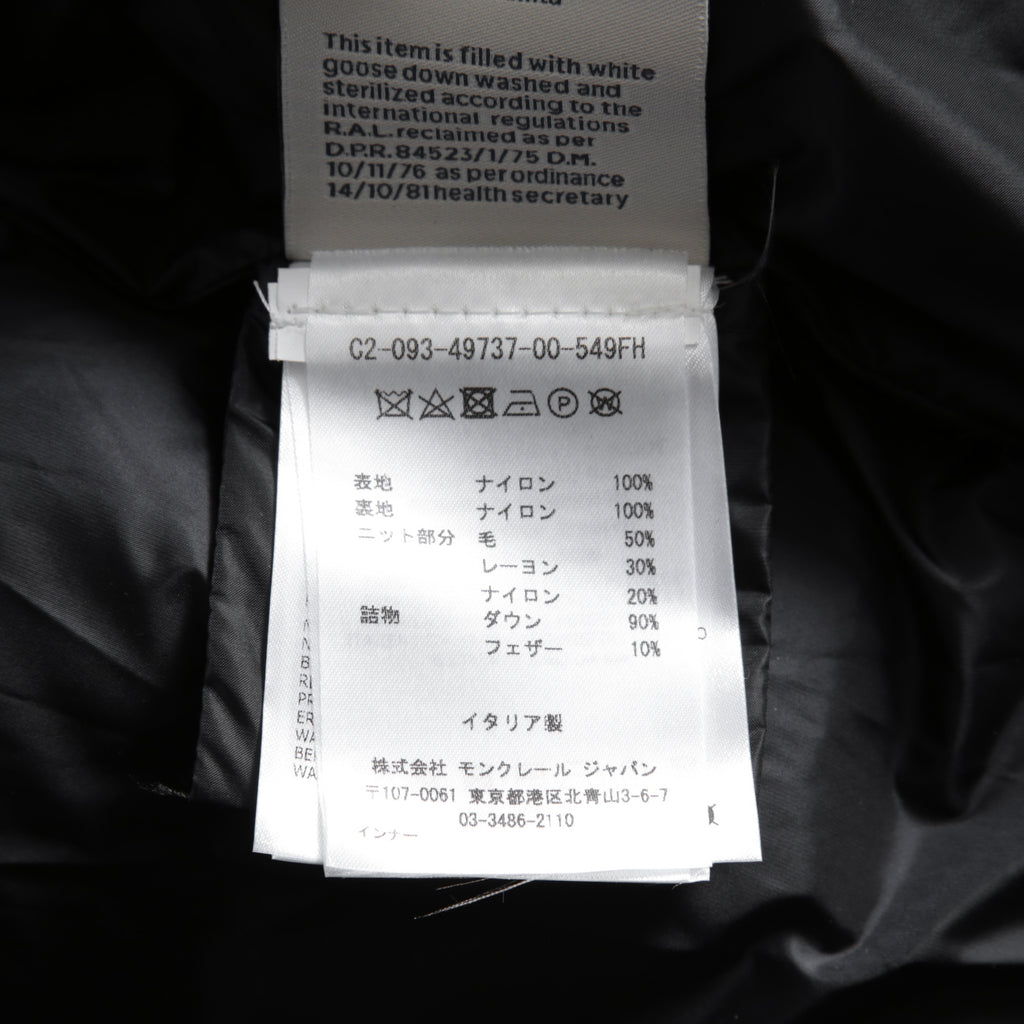 This item is filled with white
goose down washed and
sterilized according to the
international regulations
R.A.L. reclaimed as per
D.P.R. 84523/1/75 D.M.
10/11/76 as per ordinance
14/10/81 health secretary
C2-093-49737-00-549FH
P
W
表地 ナイロン 100%
裏地 ナイロン 100%
ニット部分 毛 50%
レーヨン 30%
ナイロン 20%
詰物 ダウン 90%
フェザー 10%
イタリア製
株式会社 モンクレール ジャパン
〒107-0061 東京都港区北青山3-6-7
03-3486-2110
インナー
N
B
RE
PR
ER
WA
BE
WA